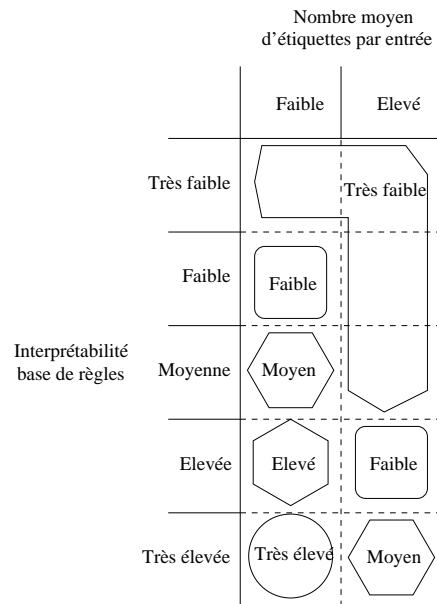 Nombre moyen
d'étiquettes par entrée
Faible Elevé
Très faible Très faible
Faible Faible
Interprétabilité
base de règles
Moyenne Moyen
Elevée Elevé Faible
Très élevée Très élevé Moyen